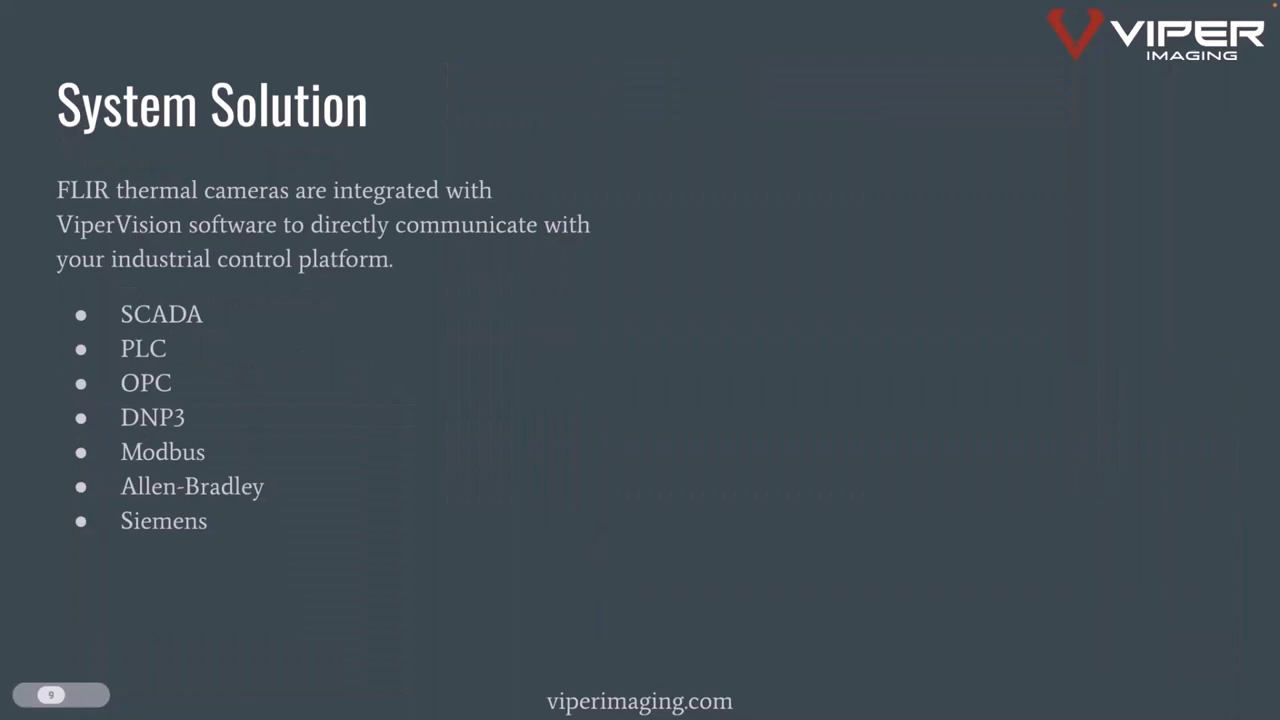 VIPER
IMAGING
System Solution
FLIR thermal cameras are integrated with
ViperVision software to directly communicate with
your industrial control platform.
● SCADA
● PLC
● OPC
● DNP3
● Modbus
● Allen-Bradley
● Siemens
9
viperimaging.com